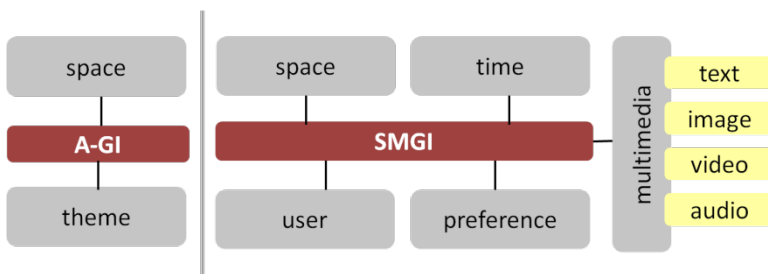 space
A-GI
theme
space
time
SMGI
user
preference
multimedia
text
image
video
audio